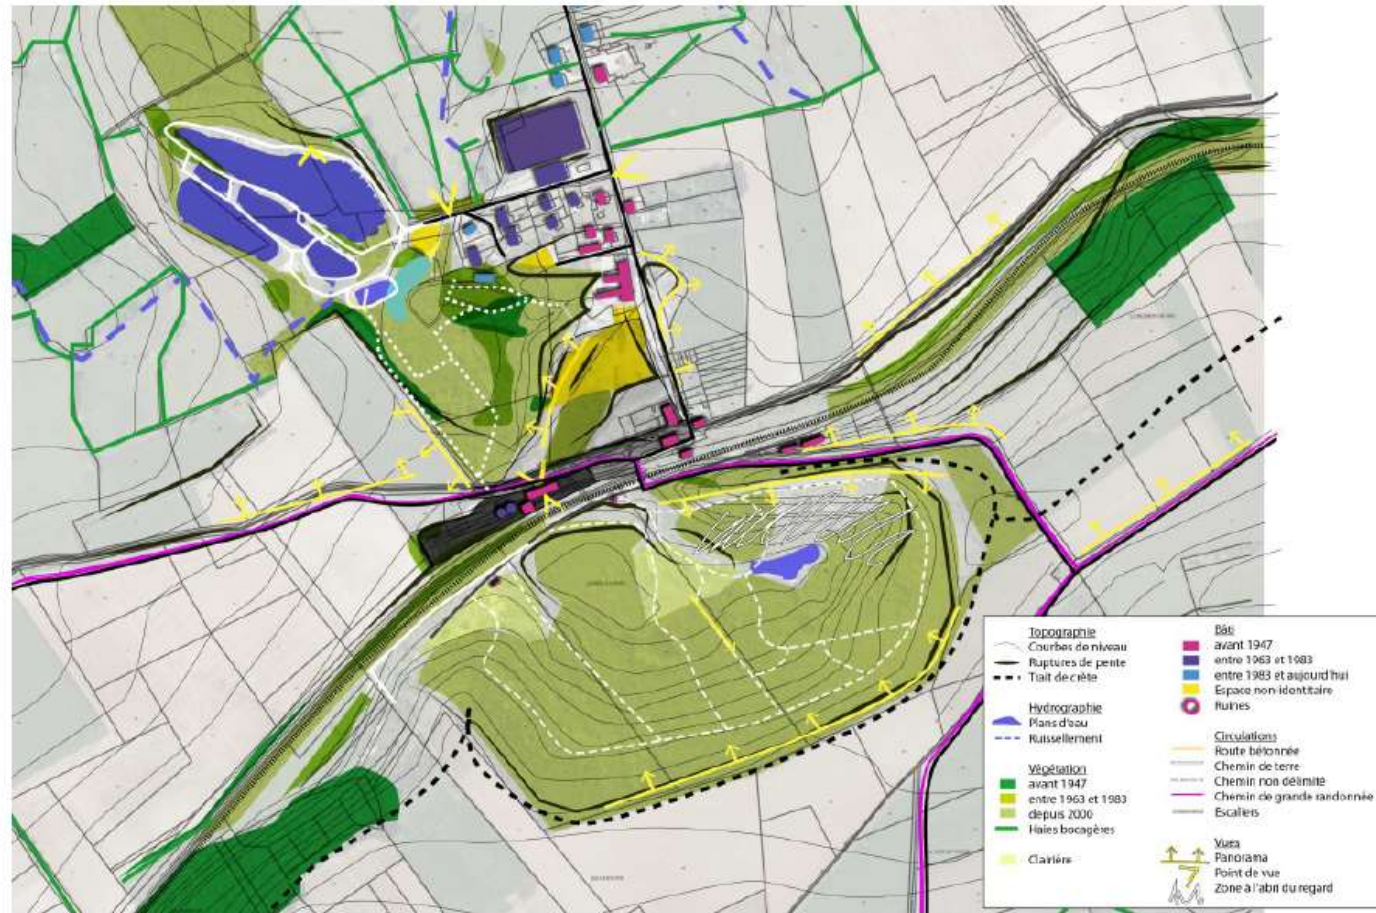 Topographie
Courbes de niveau
Ruptures de pente
Trait de crête
Hydrographie
Plans d'eau
Ruissellement
Végétation
avant 1947
entre 1963 et 1983
depuis 2000
Haies bocagères
Clairière
Bâti
avant 1947
entre 1963 et 1983
entre 1983 et aujourd'hui
Espace non-identitaire
Ruines
Circulations
Route bétonnée
Chemin de terre
Chemin non délimité
Chemin de grande randonnée
Escaliers
Vues
Panorama
Point de vue
Zone à l'abri du regard